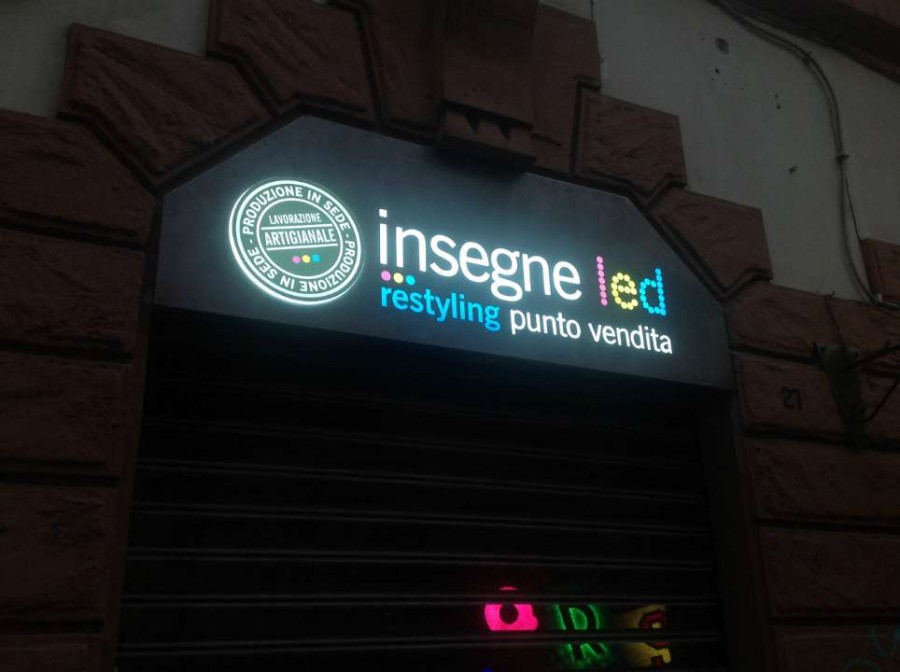 PRODUZIONE IN SEDE · PRODUZIONE IN SEDE ·
LAVORAZIONE
ARTIGIANALE
insegne led
restyling punto vendita
27